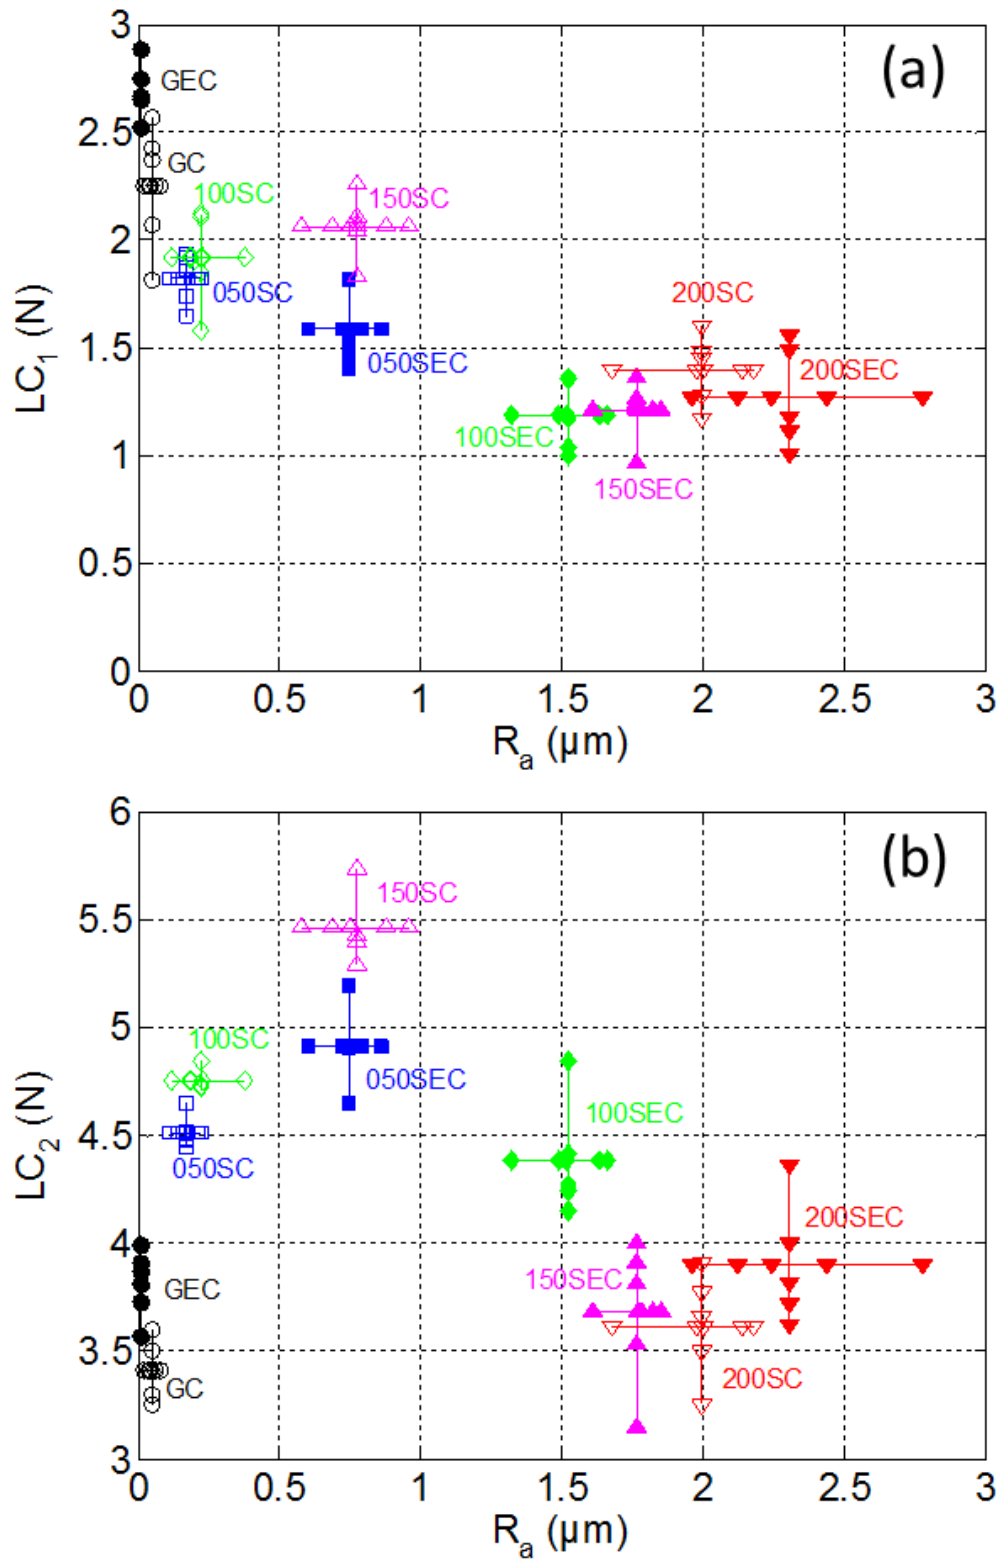 (a)
LC1 (N)
3
2.5
2
1.5
1
0.5
0
GEC
GC
100SC
150SC
050SC
050SEC
200SC
200SEC
100SEC
150SEC
0 0.5 1 1.5 2 2.5 3
Ra (µm)
(b)
LC2 (N)
6
5.5
5
4.5
4
3.5
3
150SC
100SC
050SEC
100SEC
050SC
200SEC
GEC
150SEC
GC
200SC
0 0.5 1 1.5 2 2.5 3
Ra (µm)